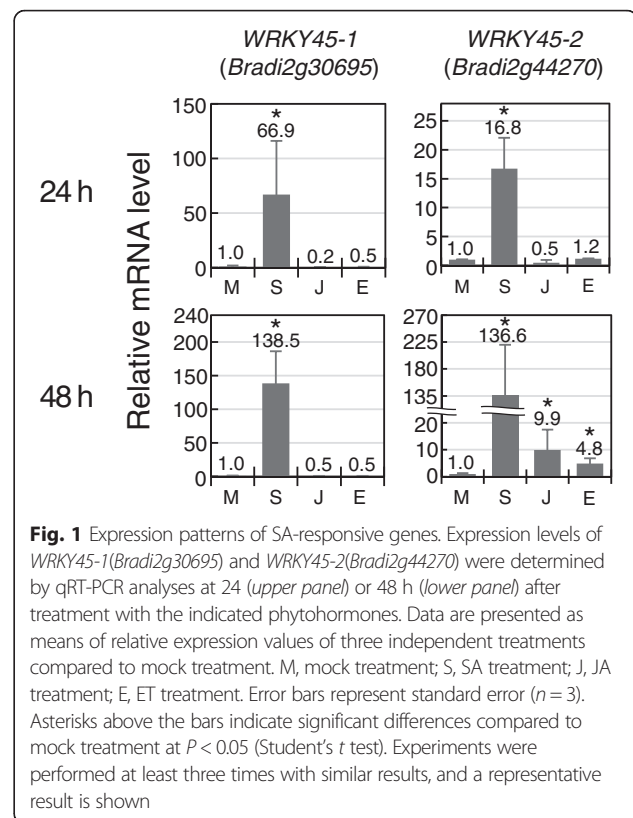 WRKY45-1 WRKY45-2
(Bradi2g30695) (Bradi2g44270)
24 h
48 h
Relative mRNA level
150
100
50
0
*
66.9
1.0 0.2 0.5
M S J E
25
20
15
10
5
0
*
16.8
1.0 0.5 1.2
M S J E
240
200
150
100
50
0
*
138.5
1.0 0.5 0.5
M S J E
270
225
180
135
20
10
0
*
136.6
*
9.9
*
4.8
1.0
M S J E
Fig. 1 Expression patterns of SA-responsive genes. Expression levels of
WRKY45-1(Bradi2g30695) and WRKY45-2(Bradi2g44270) were determined
by qRT-PCR analyses at 24 (upper panel) or 48 h (lower panel) after
treatment with the indicated phytohormones. Data are presented as
means of relative expression values of three independent treatments
compared to mock treatment. M, mock treatment; S, SA treatment; J, JA
treatment; E, ET treatment. Error bars represent standard error (n = 3).
Asterisks above the bars indicate significant differences compared to
mock treatment at P < 0.05 (Student's t test). Experiments were
performed at least three times with similar results, and a representative
result is shown